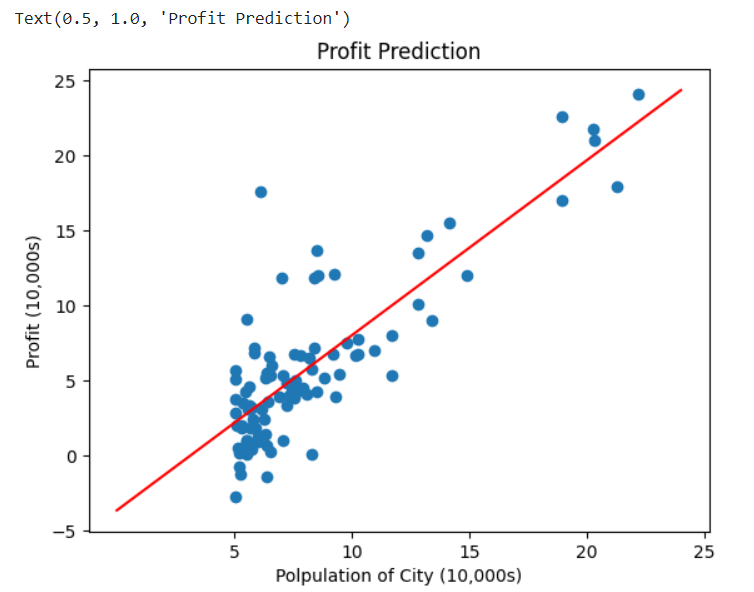 Text(0.5, 1.0, 'Profit Prediction')
Profit Prediction
25
20
15
10
5
0
−5
Profit (10,000s)
5 10 15 20 25
Polpulation of City (10,000s)